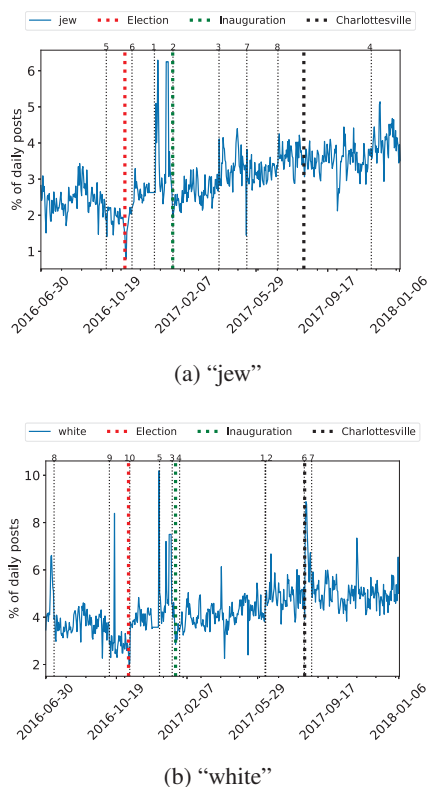 jew Election Inauguration Charlottesville
5 6 1 2 3 7 8 4
6
5
4
3
2
1
% of daily posts
2016-06-30 2016-10-19 2017-02-07 2017-05-29 2017-09-17 2018-01-06
(a) “jew”
white Election Inauguration Charlottesville
8 9 10 5 3 4 1,2 6 7
10
8
6
4
2
% of daily posts
2016-06-30 2016-10-19 2017-02-07 2017-05-29 2017-09-17 2018-01-06
(b) “white”